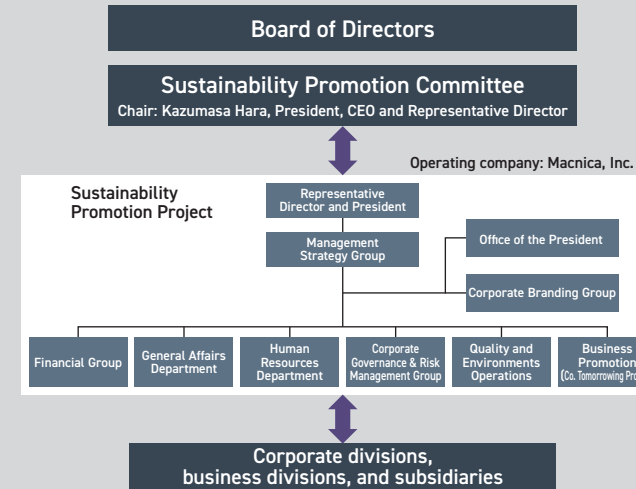 Board of Directors
Sustainability Promotion Committee
Chair: Kazumasa Hara, President, CEO and Representative Director
Operating company: Macnica, Inc.
Sustainability
Promotion Project
Representative
Director and President
Management
Strategy Group
Office of the President
Corporate Branding Group
Financial Group
General Affairs
Department
Human
Resources
Department
Corporate
Governance & Risk
Management Group
Quality and
Environments
Operations
Business
Promotion
(Co. Tomorrowing
Corporate divisions,
business divisions, and subsidiaries